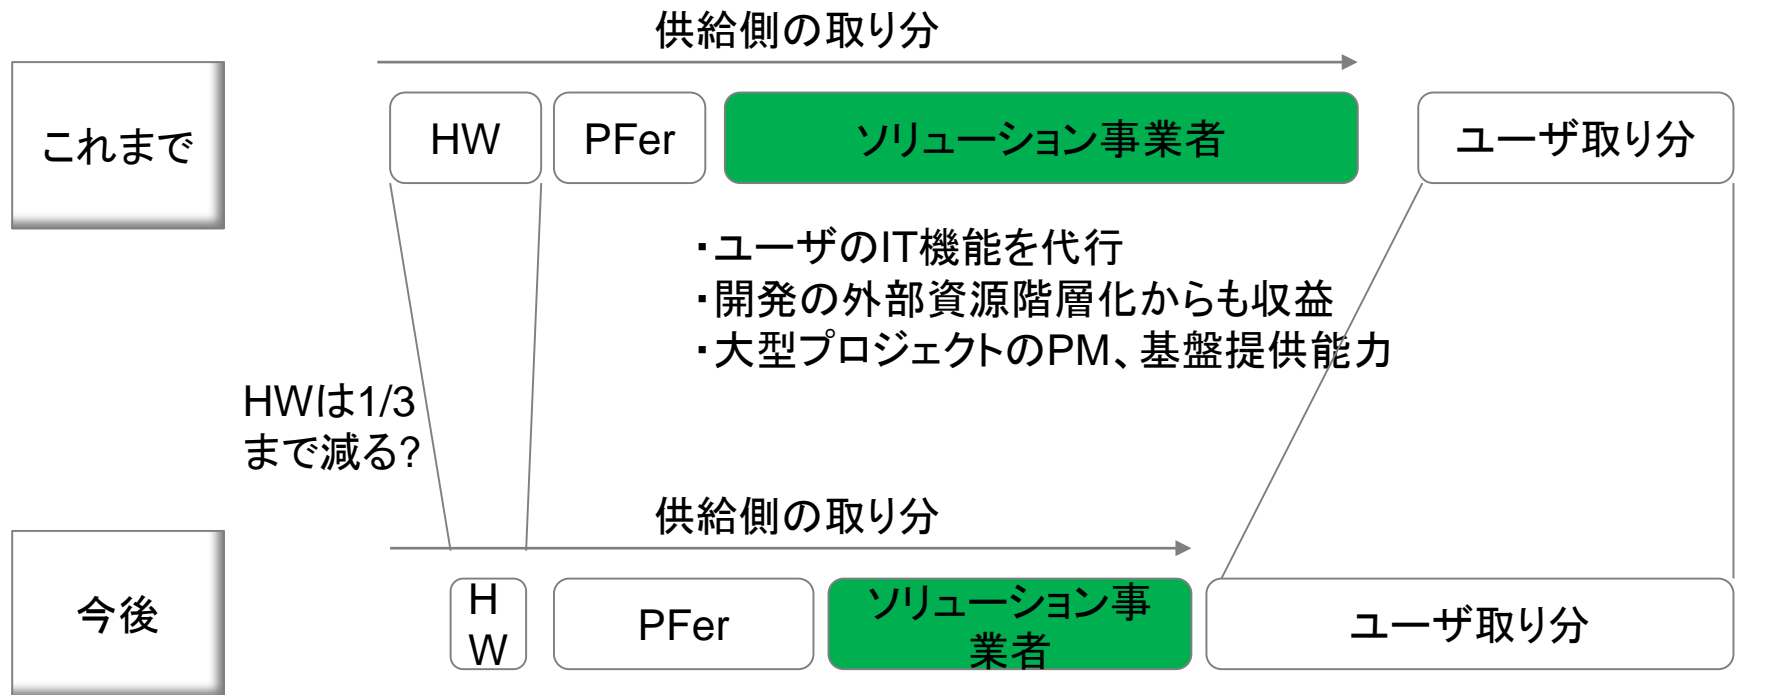 供給側の取り分
これまで
HW
PFer
ソリューション事業者
ユーザ取り分
・ユーザのIT機能を代行
・開発の外部資源階層化からも収益
・大型プロジェクトのPM、基盤提供能力
HWは1/3
まで減る?
供給側の取り分
今後
H
W
PFer
ソリューション事
業者
ユーザ取り分